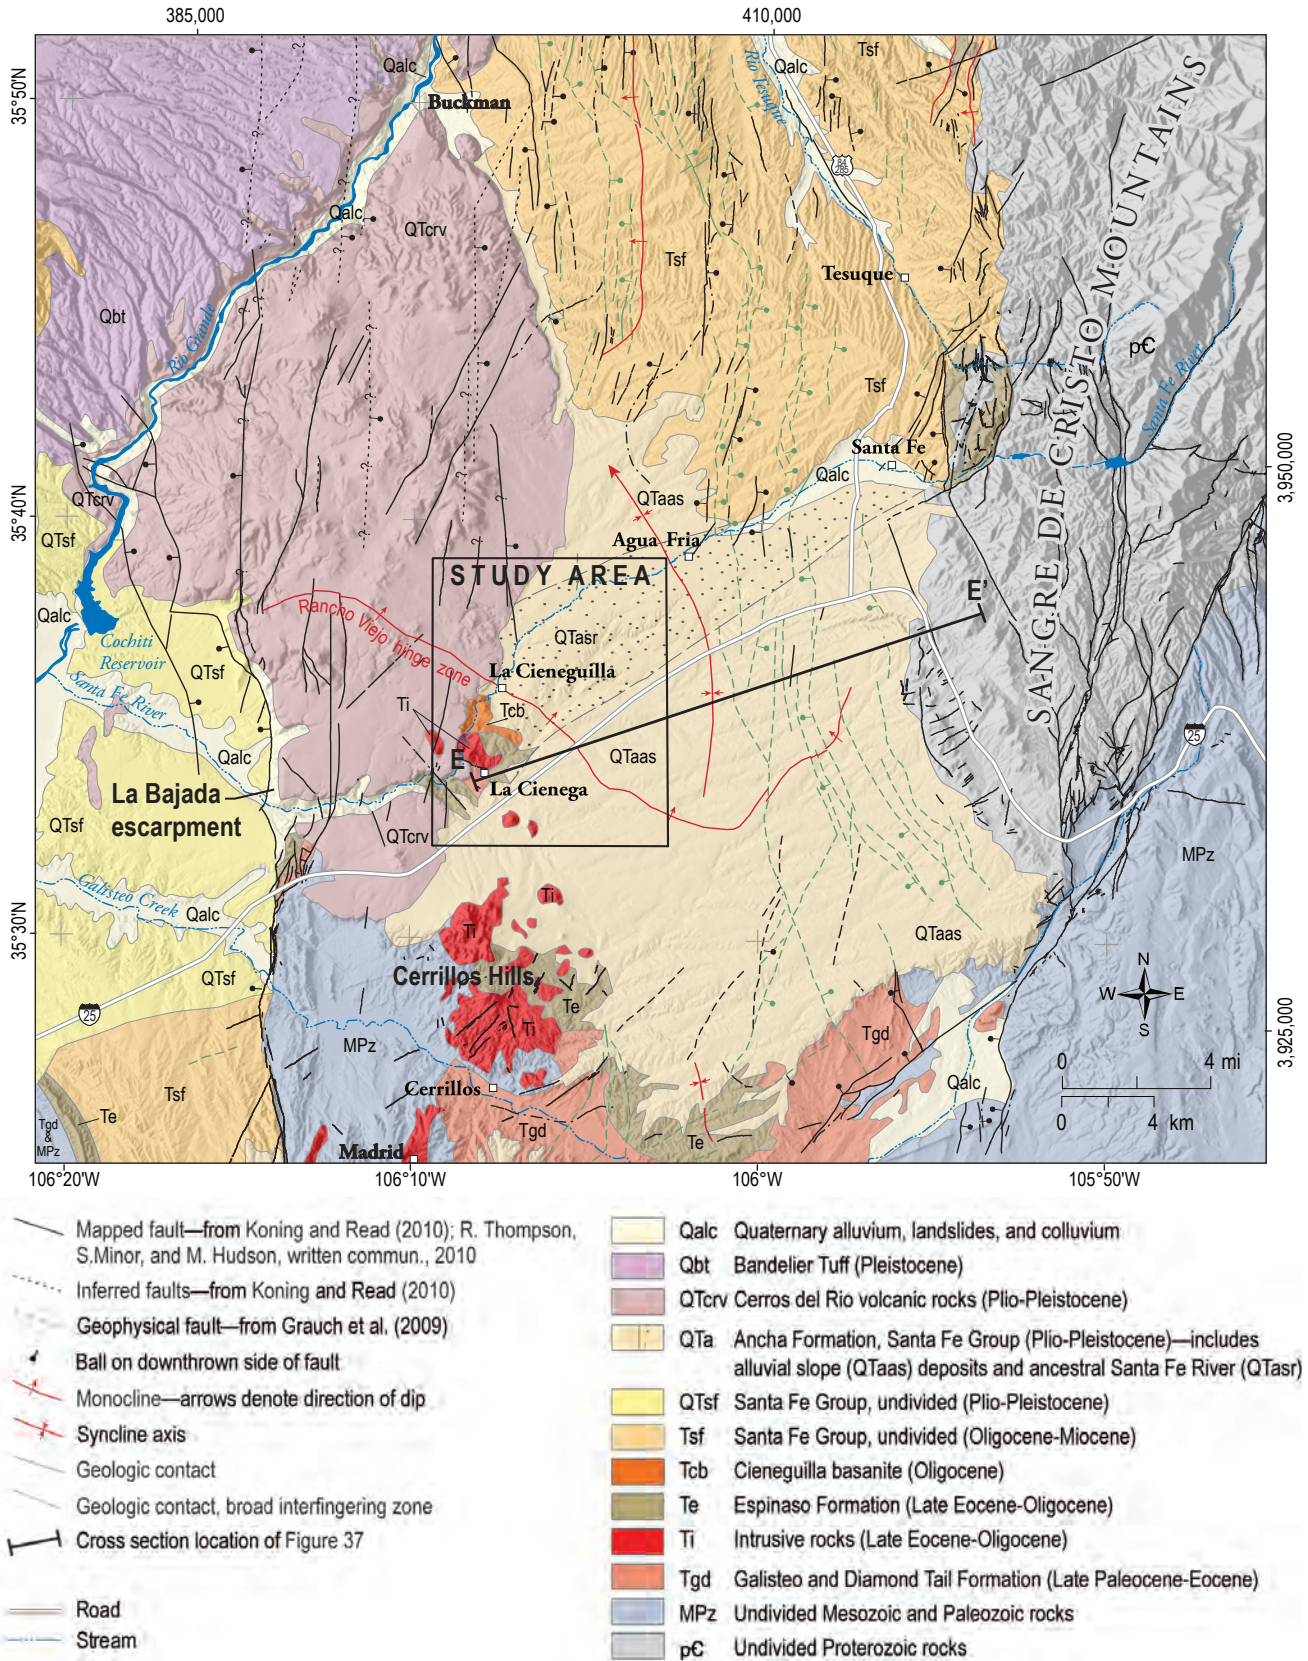 385,000
410,000
35°50'N
35°40'N
35°30'N
3,950,000
3,925,000
Qalc
Buckman
Rio Tesuque
Qalc
Tsf
84
285
SANGRE DE CRISTO MOUNTAINS
Qalc
QTcrv
Tsf
Tesuque
Qbt
Rio Grande
pЄ
Santa Fe River
Tsf
Santa Fe
Qalc
QTcrv
QTaas
QTsf
Agua Fria
STUDY AREA
E'
Qalc
Rancho Viejo hinge zone
Cochiti
Reservoir
QTasr
QTsf
La Cieneguilla
Santa Fe River
Ti
Tcb
25
Qalc
E
QTaas
La Bajada
escarpment
La Cienega
QTsf
QTcrv
MPz
Galisteo Creek
Qalc
Ti
Ti
QTaas
QTsf
Cerrillos Hills
N
W
E
S
Te
25
Ti
Tgd
MPz
0
4 mi
Qalc
Cerrillos
0
4 km
Tsf
Te
Tgd
&
MPz
Tgd
Te
Madrid
106°20'W
106°10'W
106°W
105°50'W
Mapped fault—from Koning and Read (2010); R. Thompson,
S.Minor, and M. Hudson, written commun., 2010
Inferred faults—from Koning and Read (2010)
Geophysical fault—from Grauch et al. (2009)
Ball on downthrown side of fault
Monocline—arrows denote direction of dip
Syncline axis
Geologic contact
Geologic contact, broad interfingering zone
Cross section location of Figure 37
Road
Stream
Qalc Quaternary alluvium, landslides, and colluvium
Qbt Bandelier Tuff (Pleistocene)
QTcrv Cerros del Rio volcanic rocks (Plio-Pleistocene)
QTa Ancha Formation, Santa Fe Group (Plio-Pleistocene)—includes
alluvial slope (QTaas) deposits and ancestral Santa Fe River (QTasr)
QTsf Santa Fe Group, undivided (Plio-Pleistocene)
Tsf Santa Fe Group, undivided (Oligocene-Miocene)
Tcb Cieneguilla basanite (Oligocene)
Te Espinaso Formation (Late Eocene-Oligocene)
Ti Intrusive rocks (Late Eocene-Oligocene)
Tgd Galisteo and Diamond Tail Formation (Late Paleocene-Eocene)
MPz Undivided Mesozoic and Paleozoic rocks
pЄ Undivided Proterozoic rocks